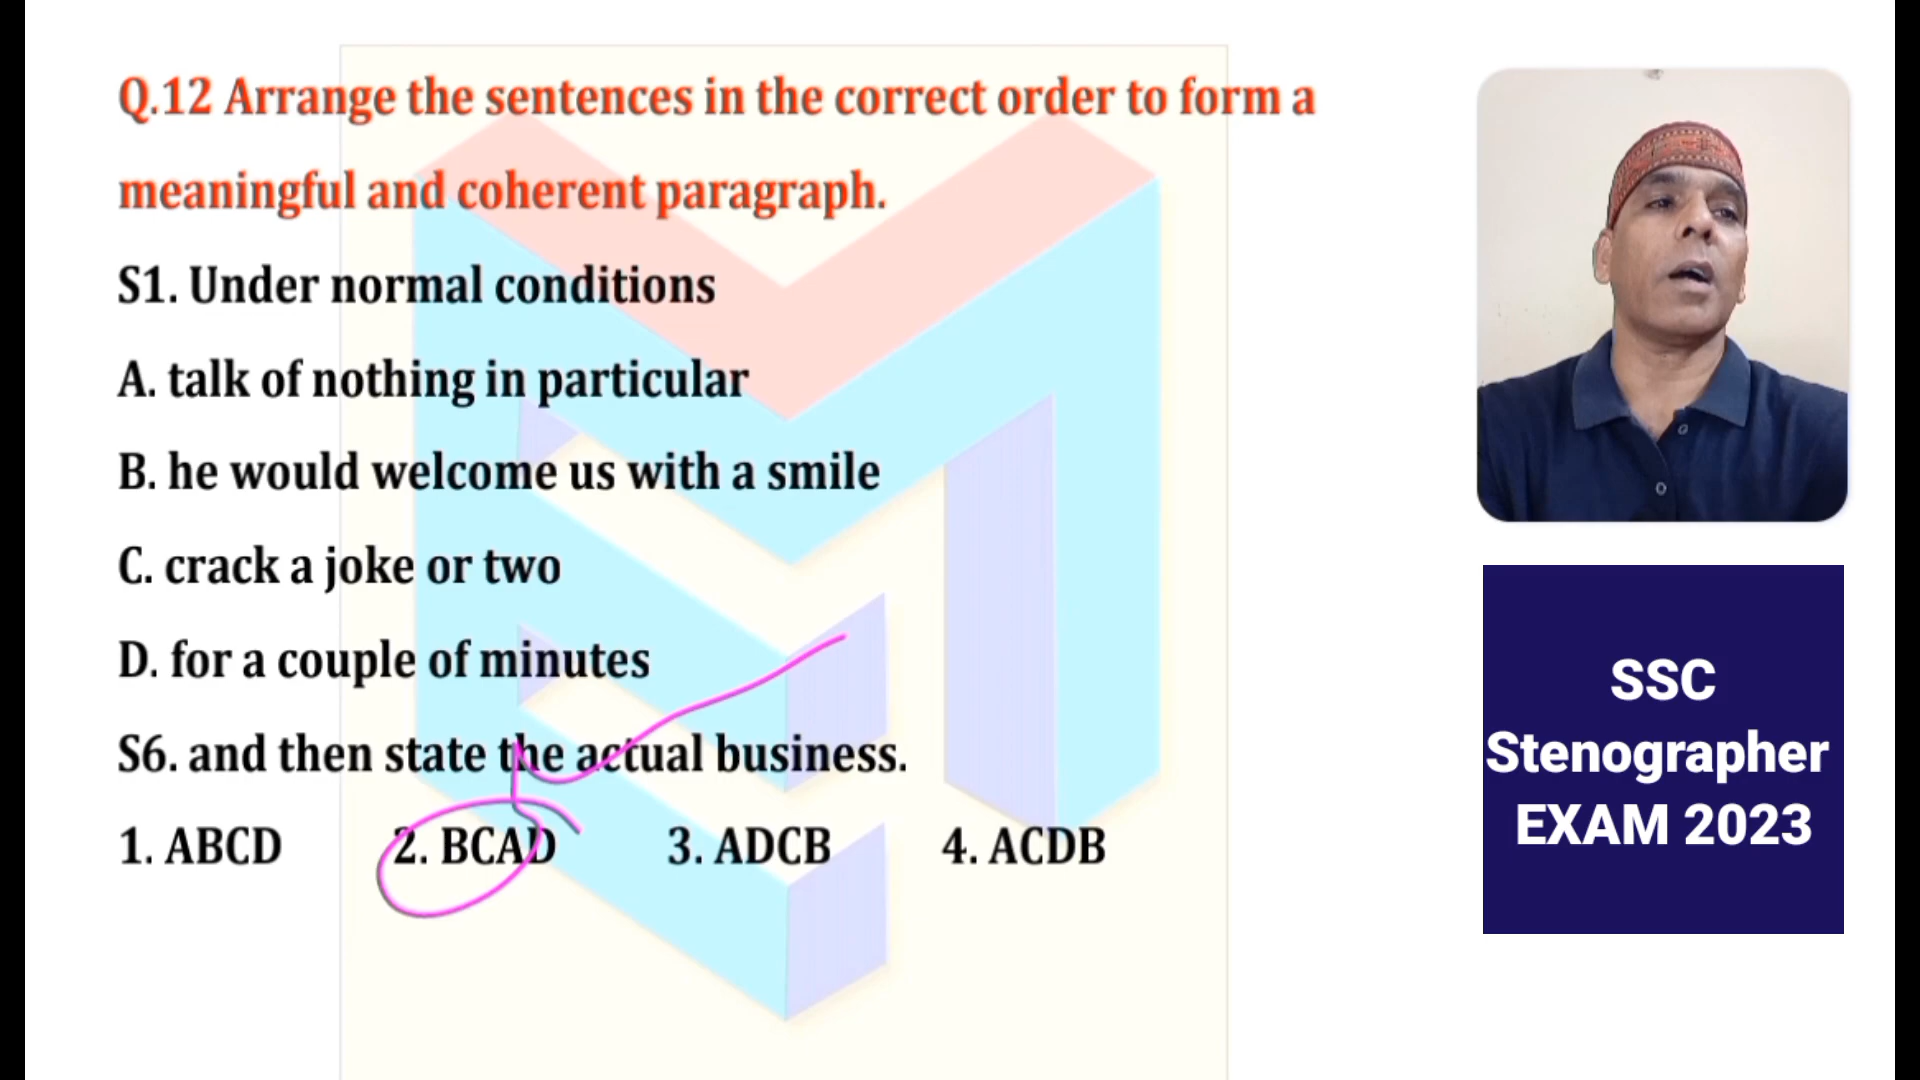 Q.12 Arrange the sentences in the correct order to form a
meaningful and coherent paragraph.
S1. Under normal conditions
A. talk of nothing in particular
B. he would welcome us with a smile
C. crack a joke or two
D. for a couple of minutes
S6. and then state the actual business.
1. ABCD 2. BCAD 3. ADCB 4. ACDB
SSC
Stenographer
EXAM 2023